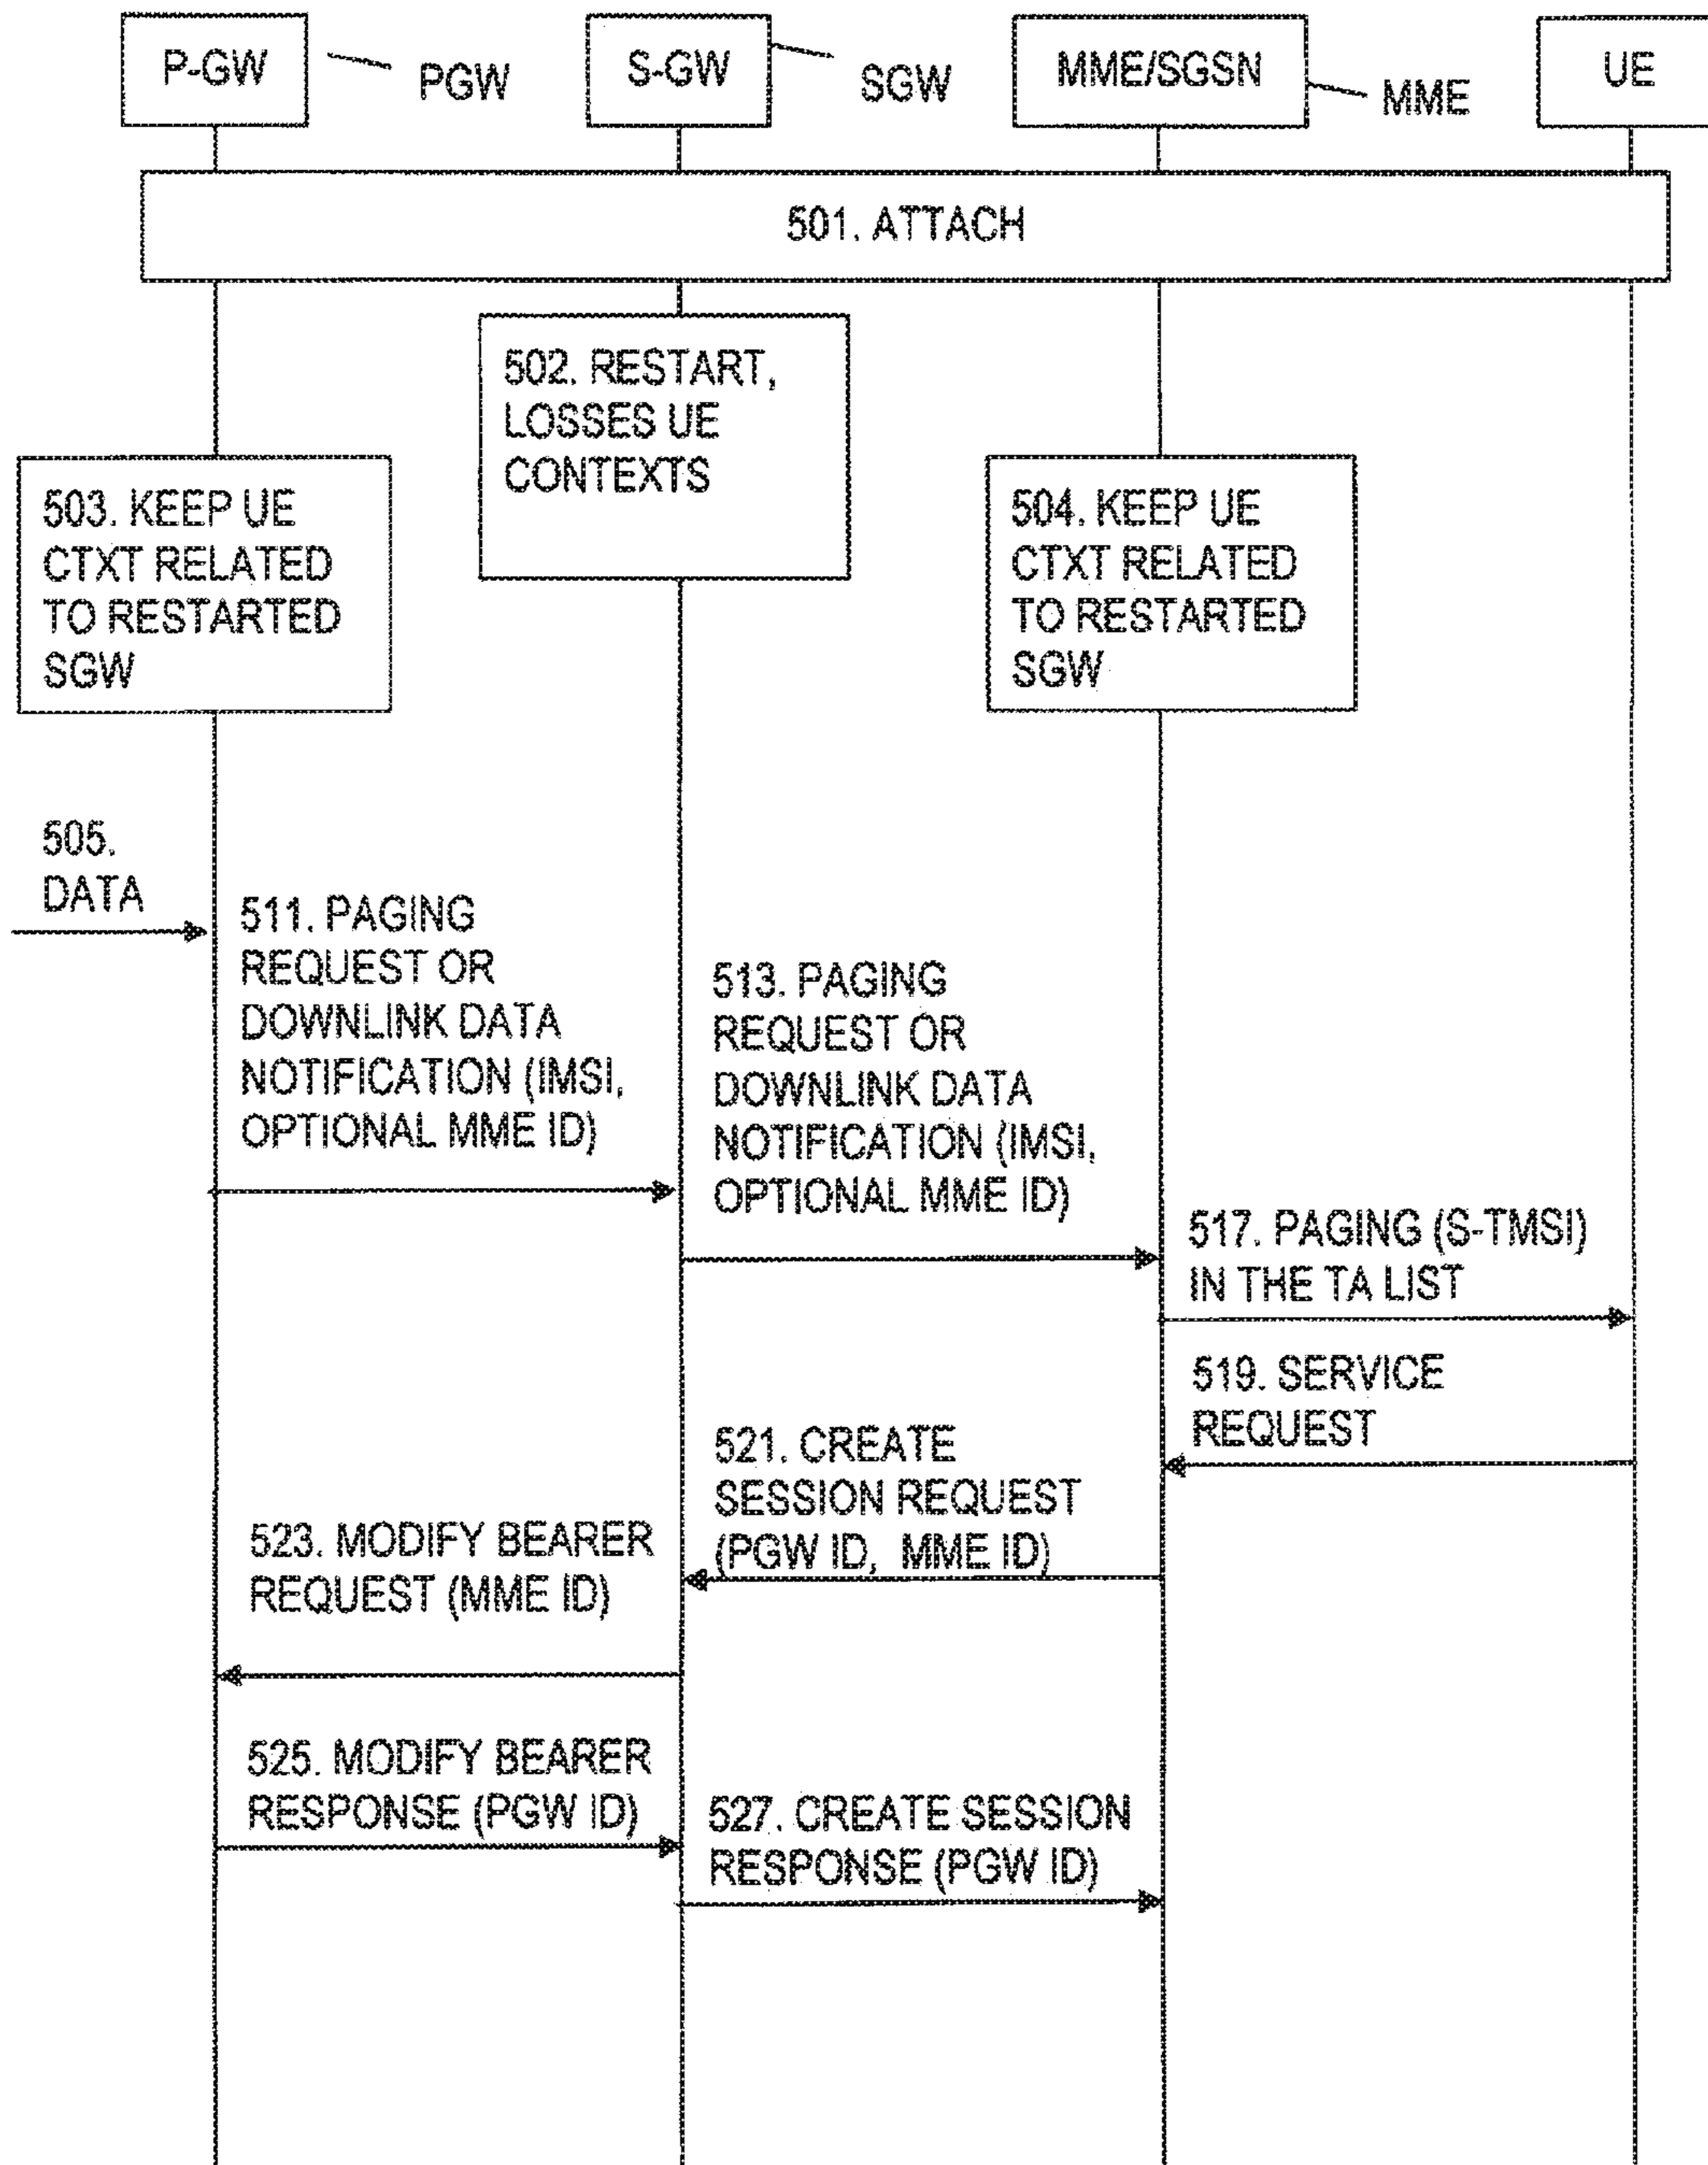 P-GW
PGW
S-GW
SGW
MME/SGSN
MME
UE
501. ATTACH
502. RESTART,
LOSSES UE
CONTEXTS
503. KEEP UE
CTXT RELATED
TO RESTARTED
SGW
504. KEEP UE
CTXT RELATED
TO RESTARTED
SGW
505.
DATA
511. PAGING
REQUEST OR
DOWNLINK DATA
NOTIFICATION (IMSI,
OPTIONAL MME ID)
513. PAGING
REQUEST OR
DOWNLINK DATA
NOTIFICATION (IMSI,
OPTIONAL MME ID)
517. PAGING (S-TMSI)
IN THE TA LIST
519. SERVICE
REQUEST
521. CREATE
SESSION REQUEST
(PGW ID, MME ID)
523. MODIFY BEARER
REQUEST (MME ID)
525. MODIFY BEARER
RESPONSE (PGW ID)
527. CREATE SESSION
RESPONSE (PGW ID)